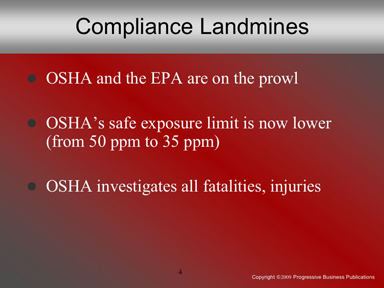 Compliance Landmines
OSHA and the EPA are on the prowl
OSHA's safe exposure limit is now lower
(from 50 ppm to 35 ppm)
OSHA investigates all fatalities, injuries
4
Copyright ©2009 Progressive Business Publications